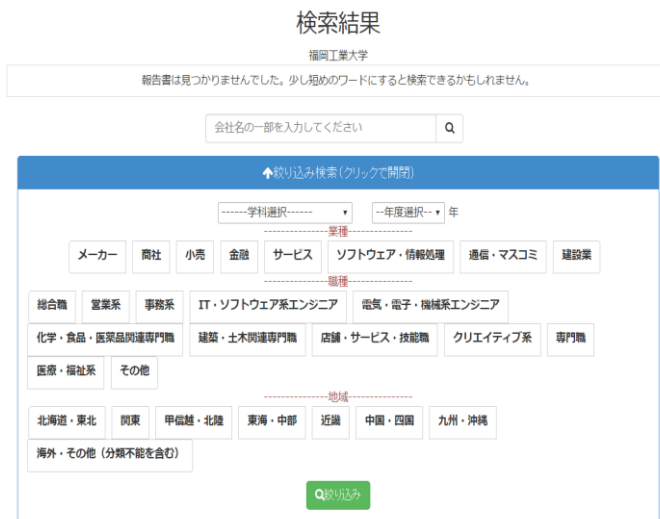 検索結果
福岡工業大学
報告書は見つかりませんでした。少し短めのワードにすると検索できるかもしれません。
会社名の一部を入力してください
絞り込み検索(クリックで開閉)
------学科選択------ --年度選択-- 年
---------------業種---------------
メーカー 商社 小売 金融 サービス ソフトウェア・情報処理 通信・マスコミ 建設業
---------------職種---------------
総合職 営業系 事務系 IT・ソフトウェア系エンジニア 電気・電子・機械系エンジニア
化学・食品・医薬品関連専門職 建築・土木関連専門職 店舗・サービス・技能職 クリエイティブ系 専門職
医療・福祉系 その他
---------------地域---------------
北海道・東北 関東 甲信越・北陸 東海・中部 近畿 中国・四国 九州・沖縄
海外・その他（分類不能を含む）
絞り込み